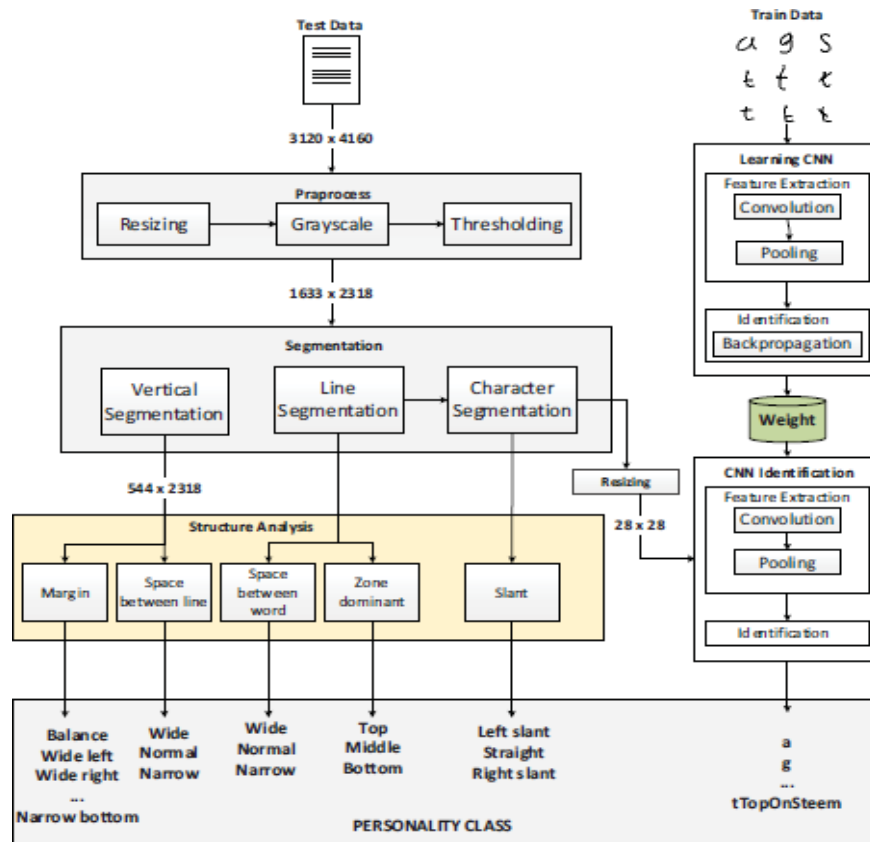 Test Data
3120 x 4160
Praprocess
Resizing
Grayscale
Thresholding
1633 x 2318
Segmentation
Vertical
Segmentation
Line
Segmentation
Character
Segmentation
544 x 2318
Resizing
28 x 28
Structure Analysis
Margin
Space
between line
Space
between
word
Zone
dominant
Slant
Train Data
a g s
t t t
t t t
Learning CNN
Feature Extraction
Convolution
Pooling
Identification
Backpropagation
Weight
CNN Identification
Feature Extraction
Convolution
Pooling
Identification
Balance
Wide left
Wide right
...
Narrow bottom
Wide
Normal
Narrow
Wide
Normal
Narrow
Top
Middle
Bottom
Left slant
Straight
Right slant
a
g
...
tTopOnSteem
PERSONALITY CLASS